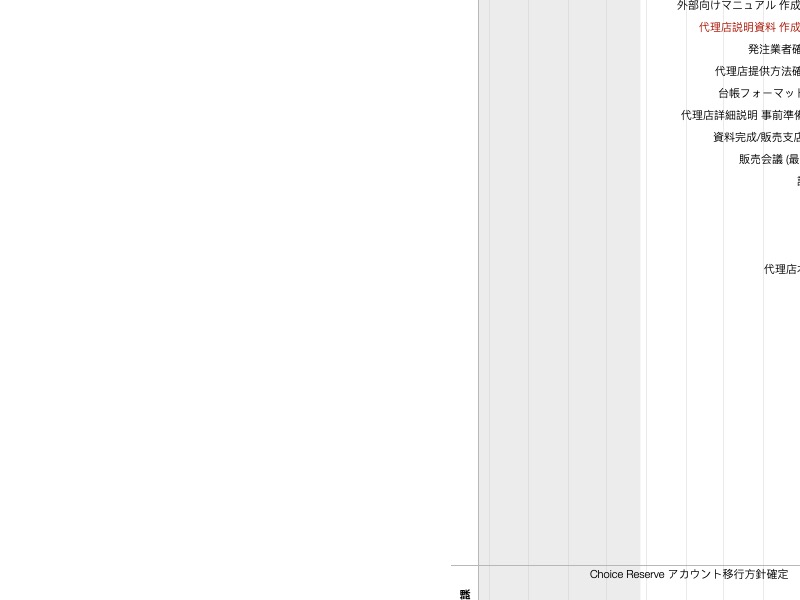 外部向けマニュアル 作成
代理店説明資料 作成
発注業者確
代理店提供方法確
台帳フォーマット
代理店詳細説明 事前準備
資料完成/販売支店
販売会議 (最
代理店
Choice Reserve アカウント移行方針確定